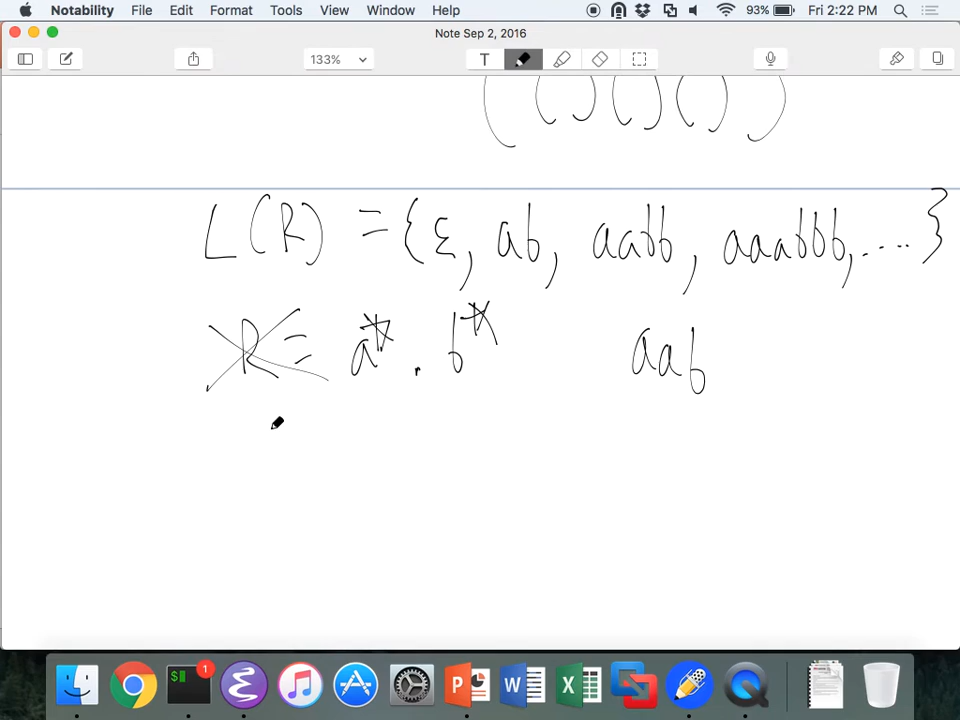 Notability File Edit Format Tools View Window Help 93% Fri 2:22 PM
Note Sep 2, 2016
133% T
( ( ) ( ) ( ) )
L(R) = {ε, ab, aabb, aaabbb, .... }
R = a* . b* aab
$ 1 P W X